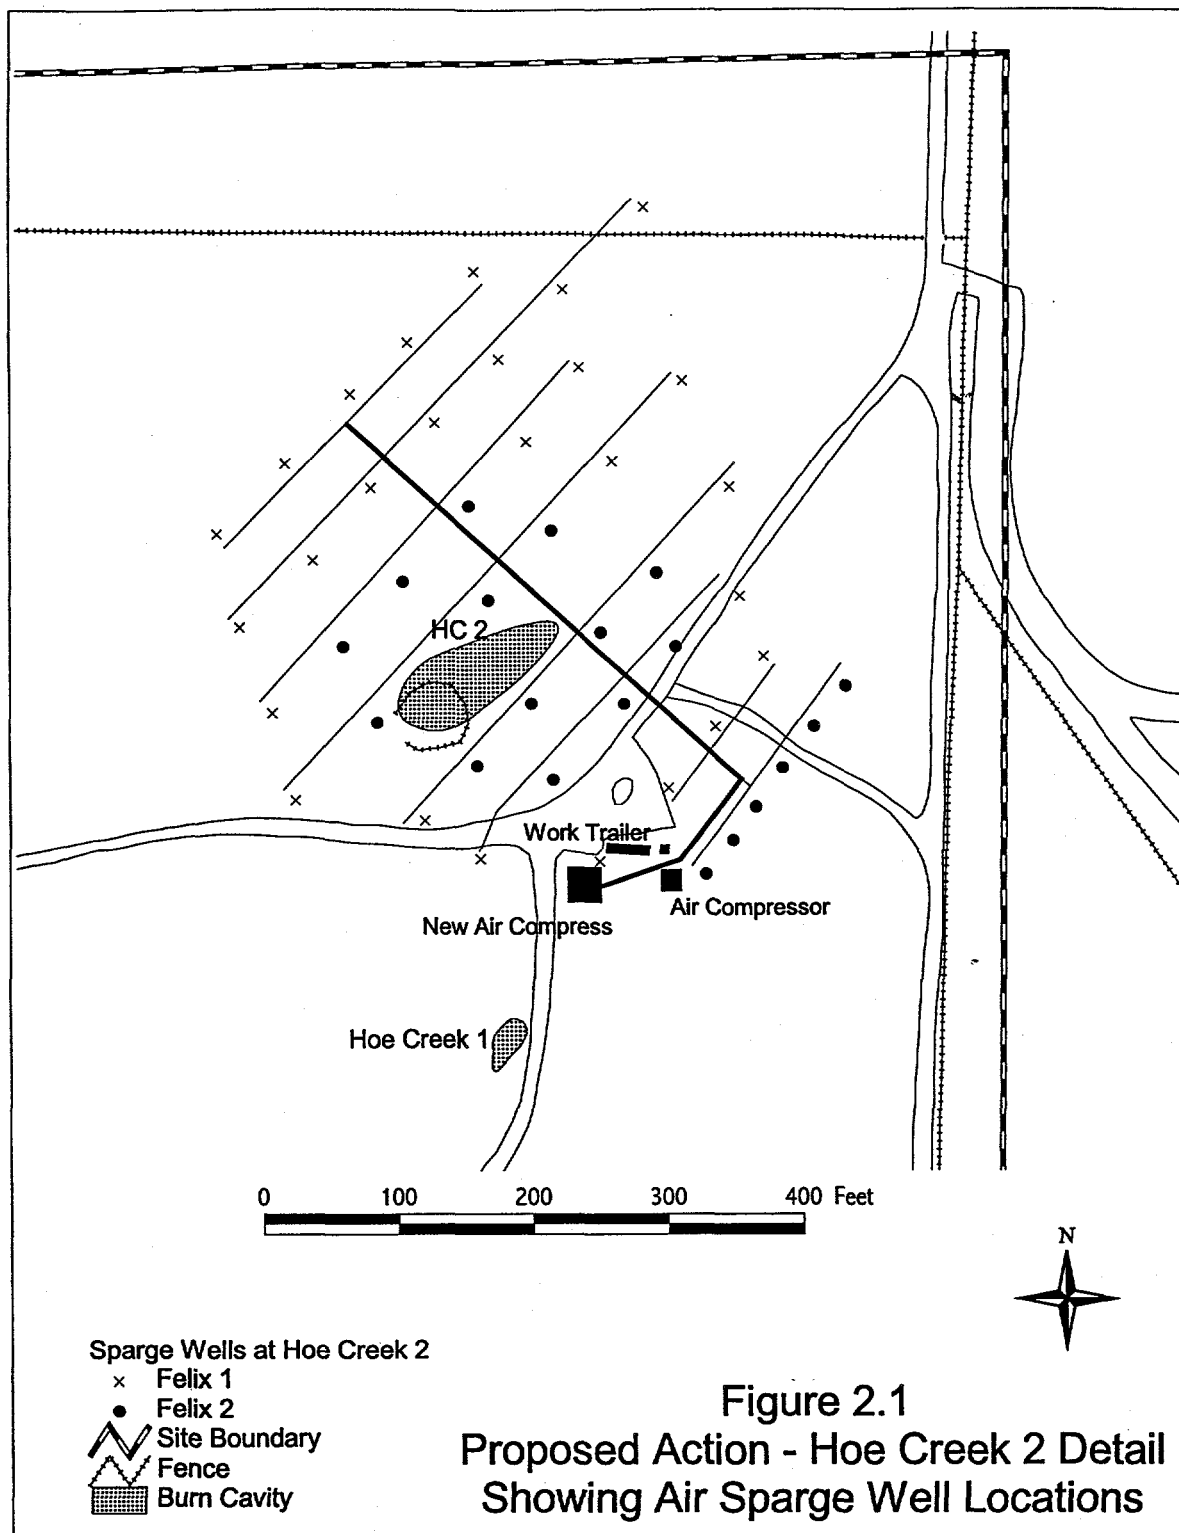 HC 2
Work Trailer
Air Compressor
New Air Compress
Hoe Creek 1
0 100 200 300 400 Feet
N
Sparge Wells at Hoe Creek 2
Felix 1
Felix 2
Site Boundary
Fence
Burn Cavity
Figure 2.1
Proposed Action - Hoe Creek 2 Detail
Showing Air Sparge Well Locations